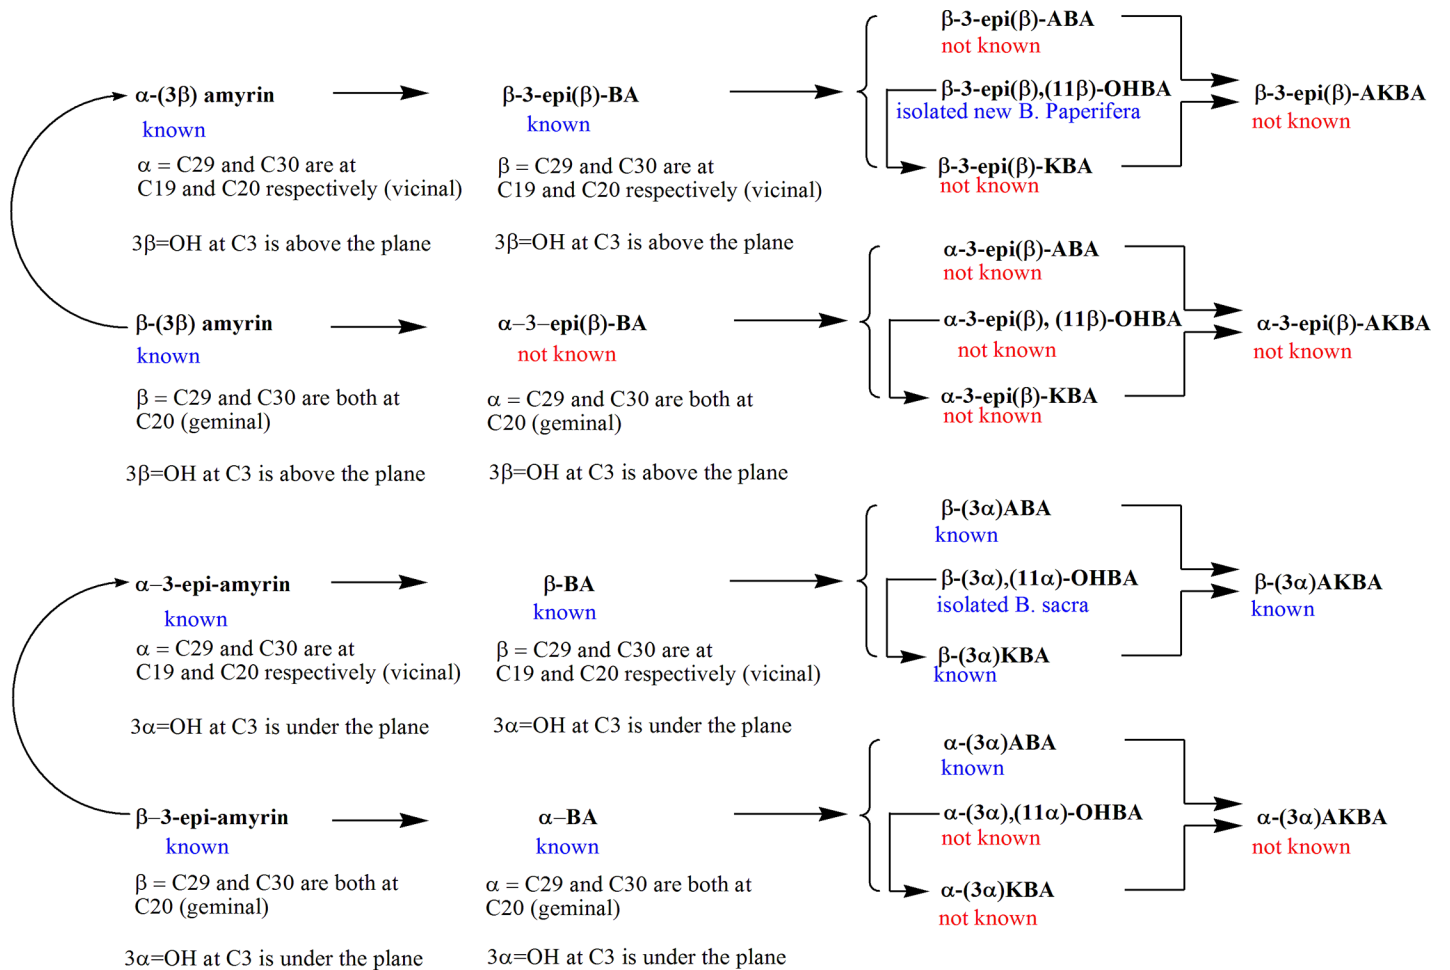 α-(3β) amyrin
known
α = C29 and C30 are at
C19 and C20 respectively (vicinal)
3β=OH at C3 is above the plane
β-3-epi(β)-BA
known
β = C29 and C30 are at
C19 and C20 respectively (vicinal)
3β=OH at C3 is above the plane
β-3-epi(β)-ABA
not known
β-3-epi(β),(11β)-OHBA
isolated new B. Paperifera
β-3-epi(β)-KBA
not known
β-3-epi(β)-AKBA
not known
β-(3β) amyrin
known
β = C29 and C30 are both at
C20 (geminal)
3β=OH at C3 is above the plane
α–3–epi(β)-BA
not known
α = C29 and C30 are both at
C20 (geminal)
3β=OH at C3 is above the plane
α-3-epi(β)-ABA
not known
α-3-epi(β), (11β)-OHBA
not known
α-3-epi(β)-KBA
not known
α-3-epi(β)-AKBA
not known
α–3-epi-amyrin
known
α = C29 and C30 are at
C19 and C20 respectively (vicinal)
3α=OH at C3 is under the plane
β-BA
known
β = C29 and C30 are at
C19 and C20 respectively (vicinal)
3α=OH at C3 is under the plane
β-(3α)ABA
known
β-(3α),(11α)-OHBA
isolated B. sacra
β-(3α)KBA
known
β-(3α)AKBA
known
β–3-epi-amyrin
known
β = C29 and C30 are both at
C20 (geminal)
3α=OH at C3 is under the plane
α–BA
known
α = C29 and C30 are both at
C20 (geminal)
3α=OH at C3 is under the plane
α-(3α)ABA
known
α-(3α),(11α)-OHBA
not known
α-(3α)KBA
not known
α-(3α)AKBA
not known